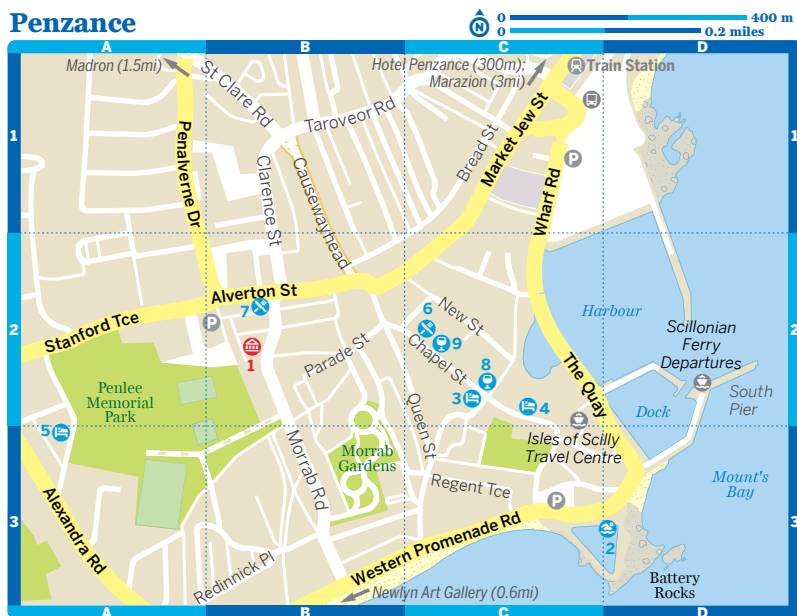 Penzance
N
0 400 m
0 0.2 miles
A B C D
Madron (1.5mi)
Hotel Penzance (300m);
Marazion (3mi)
Train Station
St Clare Rd
Taroveor Rd
Bread St
Market Jew St
P
1 1
Penalverne Dr
Clarence St
Causewayhead
Wharf Rd
Alverton St
7
Stanford Tce
P
1
Parade St
6
New St
9
Chapel St
8
3
4
Harbour
Scillonian
Ferry
Departures
The Quay
2 2
Penlee
Memorial
Park
Dock
South
Pier
5
Queen St
Isles of Scilly
Travel Centre
Morrab
Gardens
Morrab Rd
Regent Tce
P
Mount's
Bay
Alexandra Rd
3 3
Western Promenade Rd
2
Redinnick Pl
Newlyn Art Gallery (0.6mi)
Battery
Rocks
A B C D